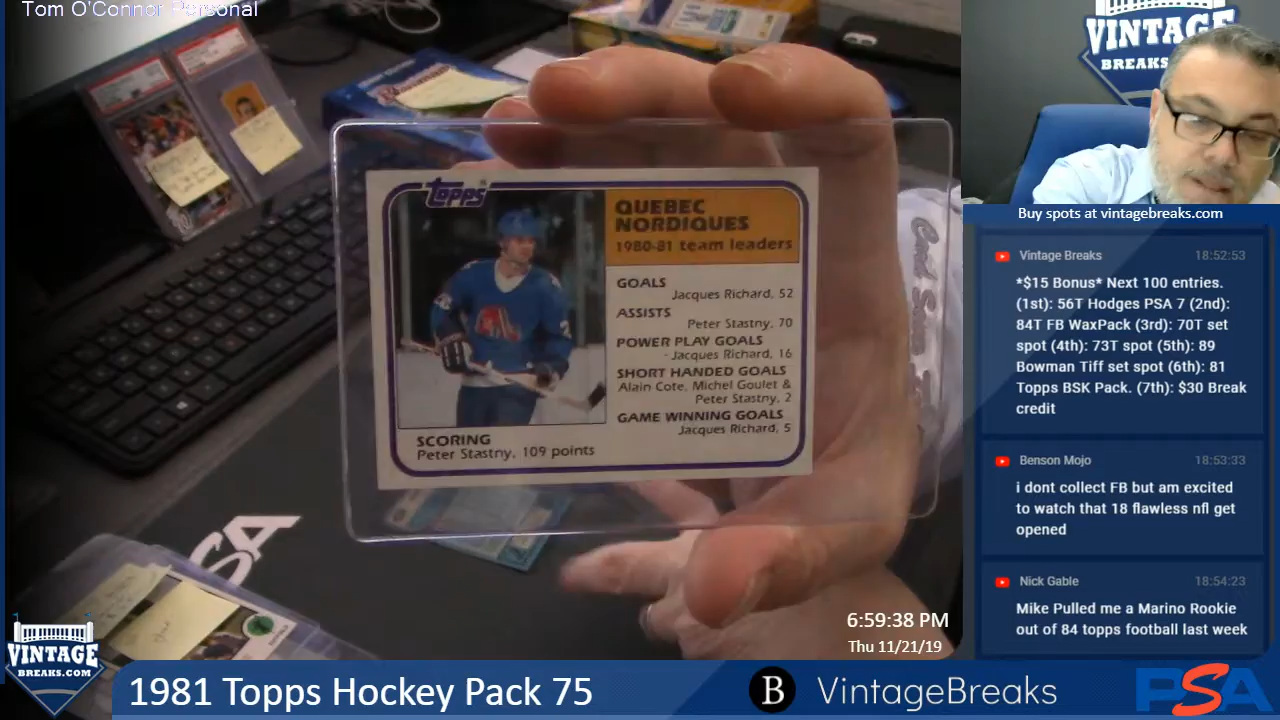 Tom O'Connor Personal
VINTAGE
BREAKS
topps
QUEBEC
NORDIQUES
1980-81 team leaders
GOALS
Jacques Richard, 52
ASSISTS
Peter Stastny, 70
POWER PLAY GOALS
Jacques Richard, 16
SHORT HANDED GOALS
Alain Cote, Michel Goulet &
Peter Stastny, 2
GAME WINNING GOALS
Jacques Richard, 5
SCORING
Peter Stastny, 109 points
PSA
Buy spots at vintagebreaks.com
Vintage Breaks 18:52:53
*$15 Bonus* Next 100 entries.
(1st): 56T Hodges PSA 7 (2nd):
84T FB WaxPack (3rd): 70T set
spot (4th): 73T spot (5th): 89
Bowman Tiff set spot (6th): 81
Topps BSK Pack. (7th): $30 Break
credit
Benson Mojo 18:53:33
i dont collect FB but am excited
to watch that 18 flawless nfl get
opened
Nick Gable 18:54:23
Mike Pulled me a Marino Rookie
out of 84 topps football last week
6:59:38 PM
Thu 11/21/19
VINTAGE
BREAKS.COM
1981 Topps Hockey Pack 75
B VintageBreaks
PSA